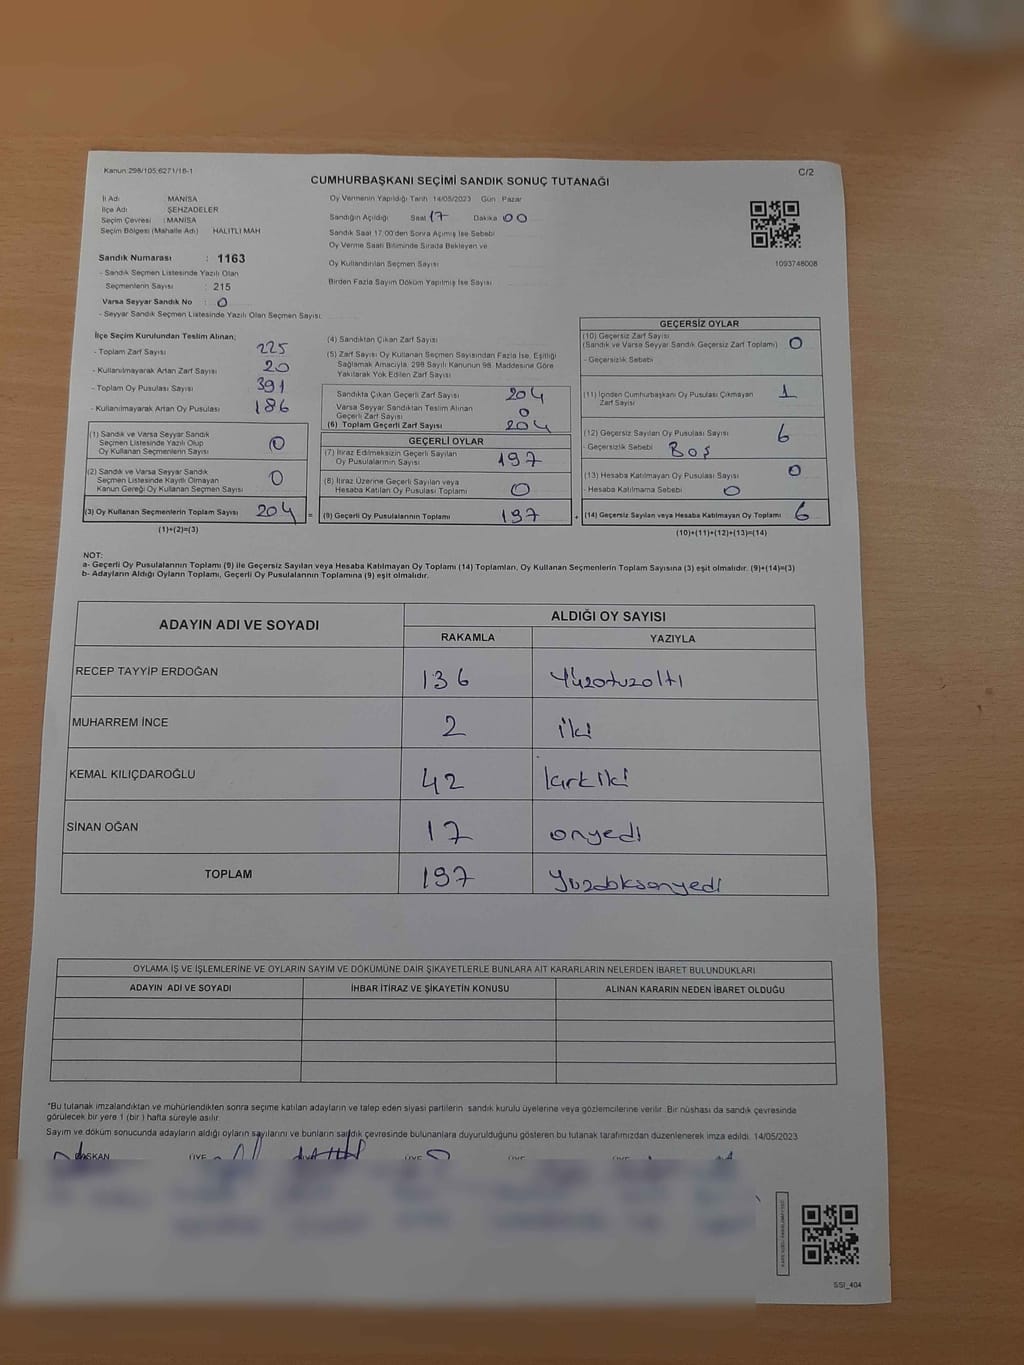 Kanun:298/105;6271/18-1
C/2
CUMHURBAŞKANI SEÇİMİ SANDIK SONUÇ TUTANAĞI
İl Adı : MANİSA
İlçe Adı : ŞEHZADELER
Seçim Çevresi : MANİSA
Seçim Bölgesi (Mahalle Adı) HALİTLİ MAH.
Sandık Numarası : 1163
- Sandık Seçmen Listesinde Yazılı Olan
Seçmenlerin Sayısı : 215
Varsa Seyyar Sandık No : 0
- Seyyar Sandık Seçmen Listesinde Yazılı Olan Seçmen Sayısı:
Oy Vermenin Yapıldığı Tarih 14/05/2023 Gün Pazar
Sandığın Açıldığı Saat 17 Dakika 00
Sandık Saat 17:00'den Sonra Açılmış İse Sebebi
Oy Verme Saati Bitiminde Sırada Bekleyen ve
Oy Kullandırılan Seçmen Sayısı
Birden Fazla Sayım Döküm Yapılmış İse Sayısı
1093748008
İlçe Seçim Kurulundan Teslim Alınan;
- Toplam Zarf Sayısı 225
- Kullanılmayarak Artan Zarf Sayısı 20
- Toplam Oy Pusulası Sayısı 391
- Kullanılmayarak Artan Oy Pusulası 186
(1) Sandık ve Varsa Seyyar Sandık
Seçmen Listesinde Yazılı Olup
Oy Kullanan Seçmenlerin Sayısı
(2) Sandık ve Varsa Seyyar Sandık
Seçmen Listesinde Kayıtlı Olmayan
Kanun Gereği Oy Kullanan Seçmen Sayısı 0
(3) Oy Kullanan Seçmenlerin Toplam Sayısı 204 =
(1)+(2)=(3)
(4) Sandıktan Çıkan Zarf Sayısı
(5) Zarf Sayısı Oy Kullanan Seçmen Sayısından Fazla İse, Eşitliği
Sağlamak Amacıyla, 298 Sayılı Kanunun 98. Maddesine Göre
Yakılarak Yok Edilen Zarf Sayısı
Sandıkta Çıkan Geçerli Zarf Sayısı 204
Varsa Seyyar Sandıktan Teslim Alınan
Geçerli Zarf Sayısı 0
(6) Toplam Geçerli Zarf Sayısı 204
GEÇERLİ OYLAR
(7) İtiraz Edilmeksizin Geçerli Sayılan
Oy Pusulalarının Sayısı 197
(8) İtiraz Üzerine Geçerli Sayılan veya
Hesaba Katılan Oy Pusulası Toplamı 0
(9) Geçerli Oy Pusulalarının Toplamı 197 +
GEÇERSİZ OYLAR
(10) Geçersiz Zarf Sayısı
(Sandık ve Varsa Seyyar Sandık Geçersiz Zarf Toplamı) 0
- Geçersizlik Sebebi
(11) İçinden Cumhurbaşkanı Oy Pusulası Çıkmayan
Zarf Sayısı 1
(12) Geçersiz Sayılan Oy Pusulası Sayısı 6
- Geçersizlik Sebebi Boş
(13) Hesaba Katılmayan Oy Pusulası Sayısı 0
- Hesaba Katılmama Sebebi 0
(14) Geçersiz Sayılan veya Hesaba Katılmayan Oy Toplamı 6
(10)+(11)+(12)+(13)=(14)
NOT:
a- Geçerli Oy Pusulalarının Toplamı (9) ile Geçersiz Sayılan veya Hesaba Katılmayan Oy Toplamı (14) Toplamları, Oy Kullanan Seçmenlerin Toplam Sayısına (3) eşit olmalıdır. (9)+(14)=(3)
b- Adayların Aldığı Oyların Toplamı, Geçerli Oy Pusulalarının Toplamına (9) eşit olmalıdır.
ADAYIN ADI VE SOYADI
ALDIĞI OY SAYISI
RAKAMLA YAZIYLA
RECEP TAYYİP ERDOĞAN 136 Yüzotuzaltı
MUHARREM İNCE 2 iki
KEMAL KILIÇDAROĞLU 42 kırkiki
SİNAN OĞAN 17 onyedi
TOPLAM 197
OYLAMA İŞ VE İŞLEMLERİNE VE OYLARIN SAYIM VE DÖKÜMÜNE DAİR ŞİKAYETLERLE BUNLARA AİT KARARLARIN NELERDEN İBARET BULUNDUKLARI
ADAYIN ADI VE SOYADI İHBAR İTİRAZ VE ŞİKAYETİN KONUSU ALINAN KARARIN NEDEN İBARET OLDUĞU
*Bu tutanak imzalandıktan ve mühürlendikten sonra seçime katılan adayların ve talep eden siyasi partilerin sandık kurulu üyelerine veya gözlemcilerine verilir. Bir nüshası da sandık çevresinde
görülecek bir yere 1 (bir) hafta süreyle asılır.
Sayım ve döküm sonucunda adayların aldığı oyların sayılarını ve bunların sandık çevresinde bulunanlara duyurulduğunu gösteren bu tutanak tarafımızdan düzenlenerek imza edildi. 14/05/2023
BAŞKAN ÜYE ÜYE ÜYE ÜYE
SSI_404